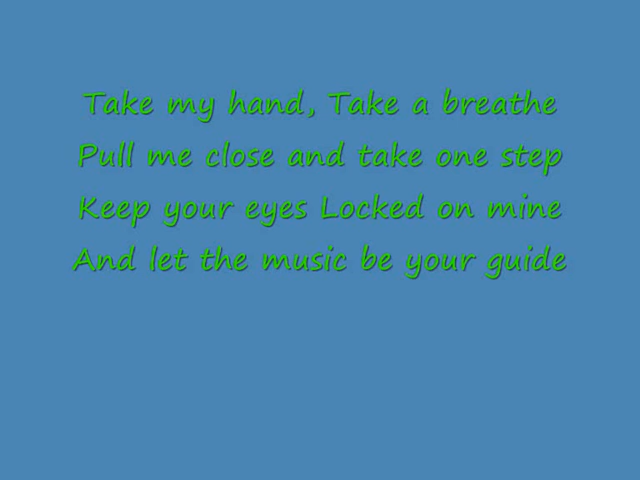 Take my hand, Take a breathe
Pull me close and take one step
Keep your eyes Locked on mine
And let the music be your guide